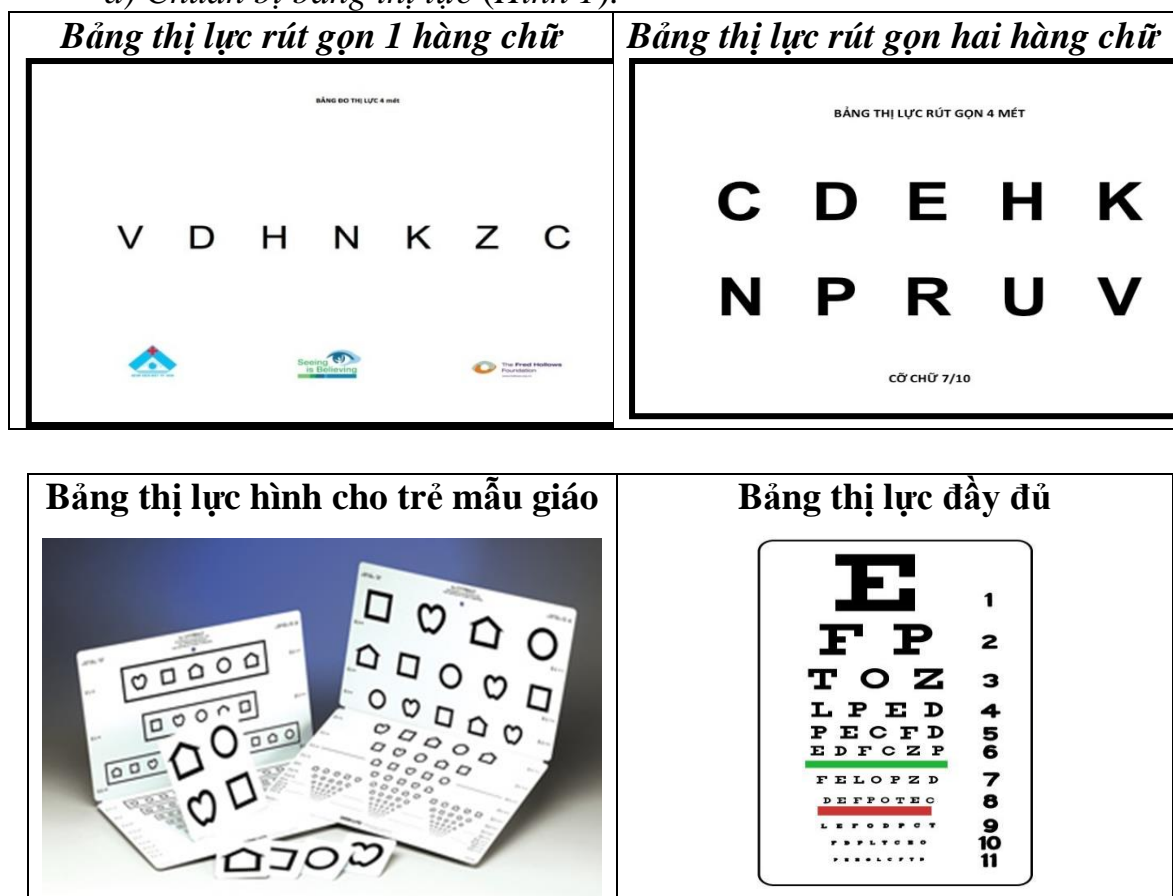 a) Chuẩn bị bảng thị lực (Hình 1).
Bảng thị lực rút gọn 1 hàng chữ
BẢNG ĐO THỊ LỰC 4 mét
V D H N K Z C
Seeing is Believing
The Fred Hollows Foundation
Bảng thị lực rút gọn hai hàng chữ
BẢNG THỊ LỰC RÚT GỌN 4 MÉT
C D E H K
N P R U V
CỠ CHỮ 7/10
Bảng thị lực hình cho trẻ mẫu giáo
Bảng thị lực đầy đủ
E 1
F P 2
T O Z 3
L P E D 4
P E C F D 5
E D F C Z P 6
F E L O P Z D 7
D E F P O T E C 8
L E F O D P C T 9
F D P L T C E O 10
11